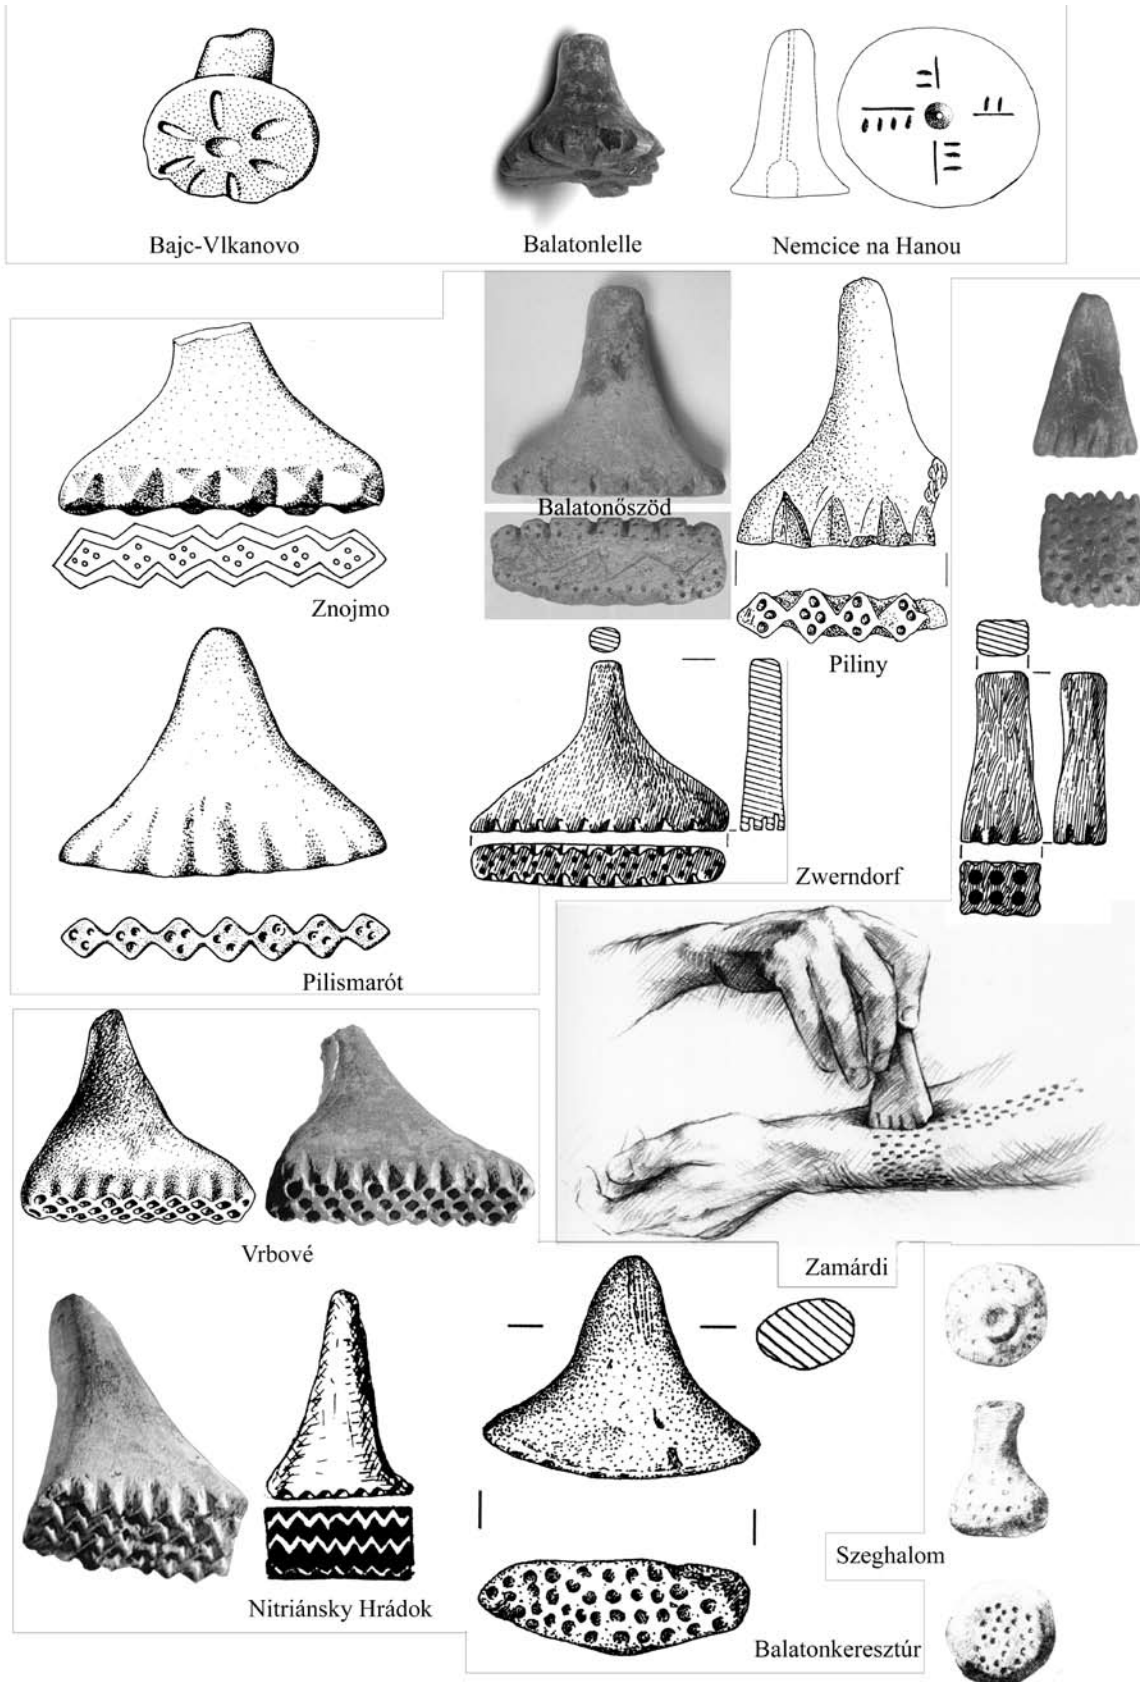 Bajc-Vlkanovo
Balatonlelle
Nemcice na Hanou
Balatonőszöd
Znojmo
Piliny
Zwerndorf
Pilismarót
Vrbové
Zamárdi
Szeghalom
Nitriánsky Hrádok
Balatonkeresztúr